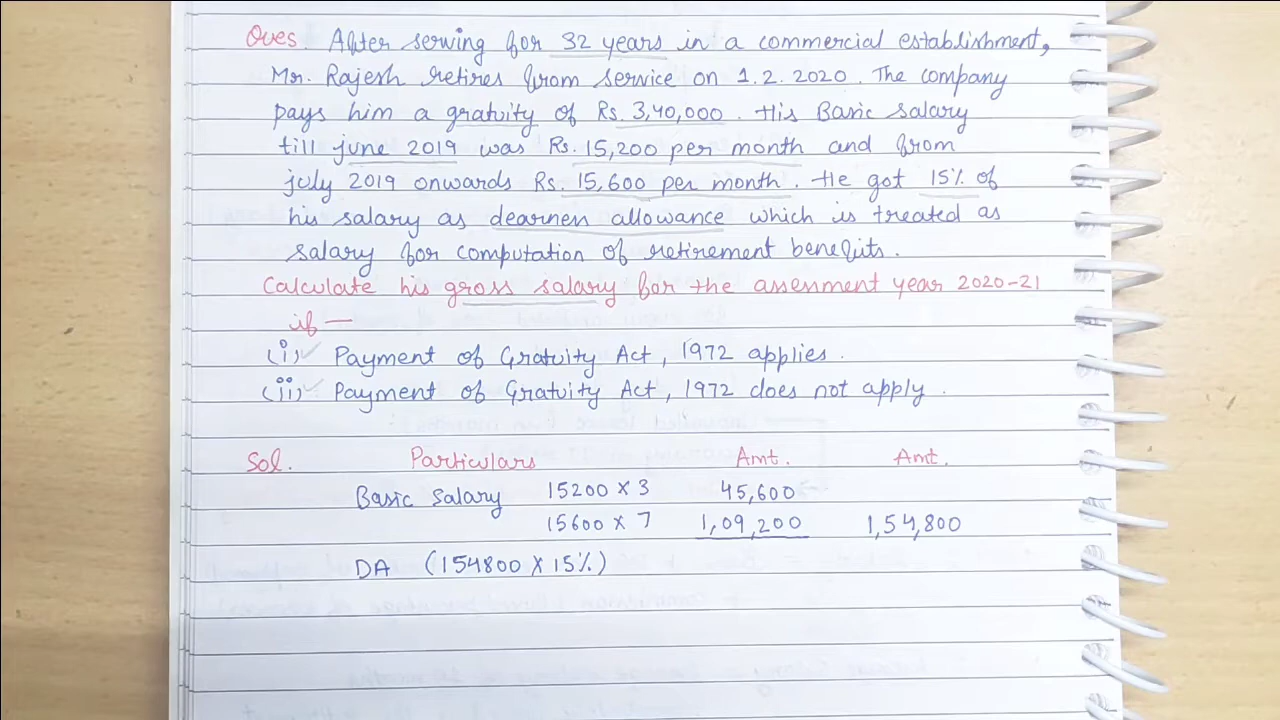 Ques. After serving for 32 years in a commercial establishment,
Mr. Rajesh retires from service on 1.2.2020. The company
pays him a gratuity of Rs. 3,40,000. His Basic salary
till june 2019 was Rs. 15,200 per month and from
july 2019 onwards Rs. 15,600 per month. He got 15% of
his salary as dearness allowance which is treated as
salary for computation of retirement benefits.
Calculate his gross salary for the assessment year 2020-21
if —
(i) Payment of Gratuity Act, 1972 applies.
(ii) Payment of Gratuity Act, 1972 does not apply.
Sol. Particulars Amt. Amt.
Basic Salary 15200 × 3 45,600
15600 × 7 1,09,200 1,54,800
DA (154800 × 15%)